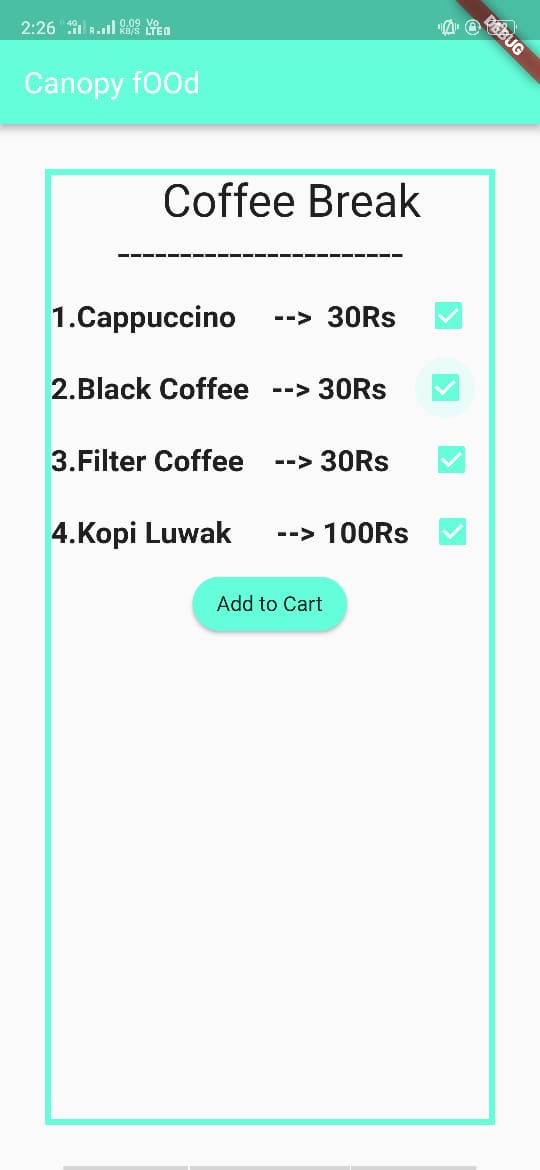 2:26 4G R 0.09 KB/S Vo LTE
DEBUG
Canopy fOOd
Coffee Break
-----------------------
1.Cappuccino --> 30Rs
2.Black Coffee --> 30Rs
3.Filter Coffee --> 30Rs
4.Kopi Luwak --> 100Rs
Add to Cart